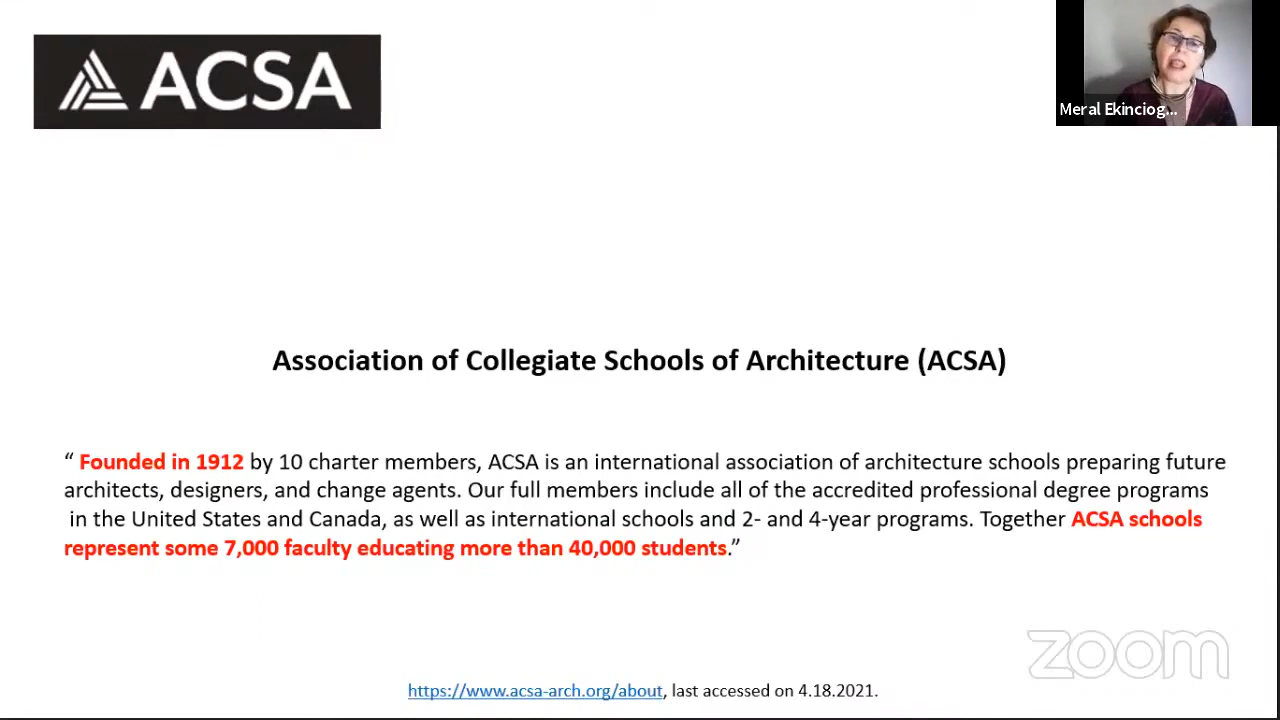 ACSA
Meral Ekinciog...
Association of Collegiate Schools of Architecture (ACSA)
“ Founded in 1912 by 10 charter members, ACSA is an international association of architecture schools preparing future
architects, designers, and change agents. Our full members include all of the accredited professional degree programs
in the United States and Canada, as well as international schools and 2- and 4-year programs. Together ACSA schools
represent some 7,000 faculty educating more than 40,000 students.”
zoom
https://www.acsa-arch.org/about, last accessed on 4.18.2021.